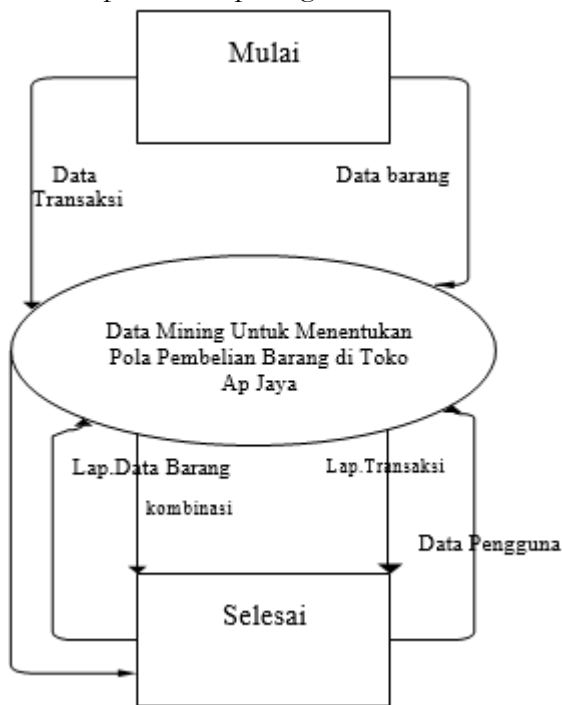 Mulai
Data
Transaksi
Data barang
Data Mining Untuk Menentukan
Pola Pembelian Barang di Toko
Ap Jaya
Lap.Data Barang
Lap.Transaksi
kombinasi
Data Pengguna
Selesai